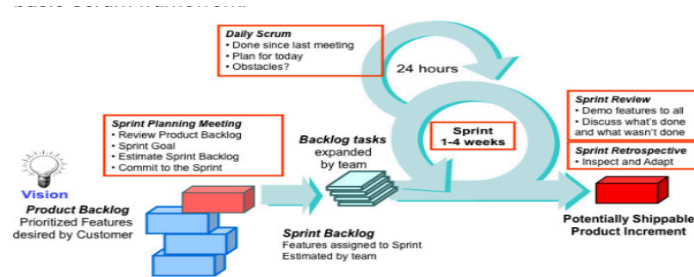 Daily Scrum
• Done since last meeting
• Plan for today
• Obstacles?
24 hours
Sprint Planning Meeting
• Review Product Backlog
• Sprint Goal
• Estimate Sprint Backlog
• Commit to the Sprint
Backlog tasks
expanded
by team
Sprint
1-4 weeks
Sprint Review
• Demo features to all
• Discuss what's done
and what wasn't done
Sprint Retrospective
• Inspect and Adapt
Vision
Product Backlog
Prioritized Features
desired by Customer
Sprint Backlog
Features assigned to Sprint
Estimated by team
Potentially Shippable
Product Increment